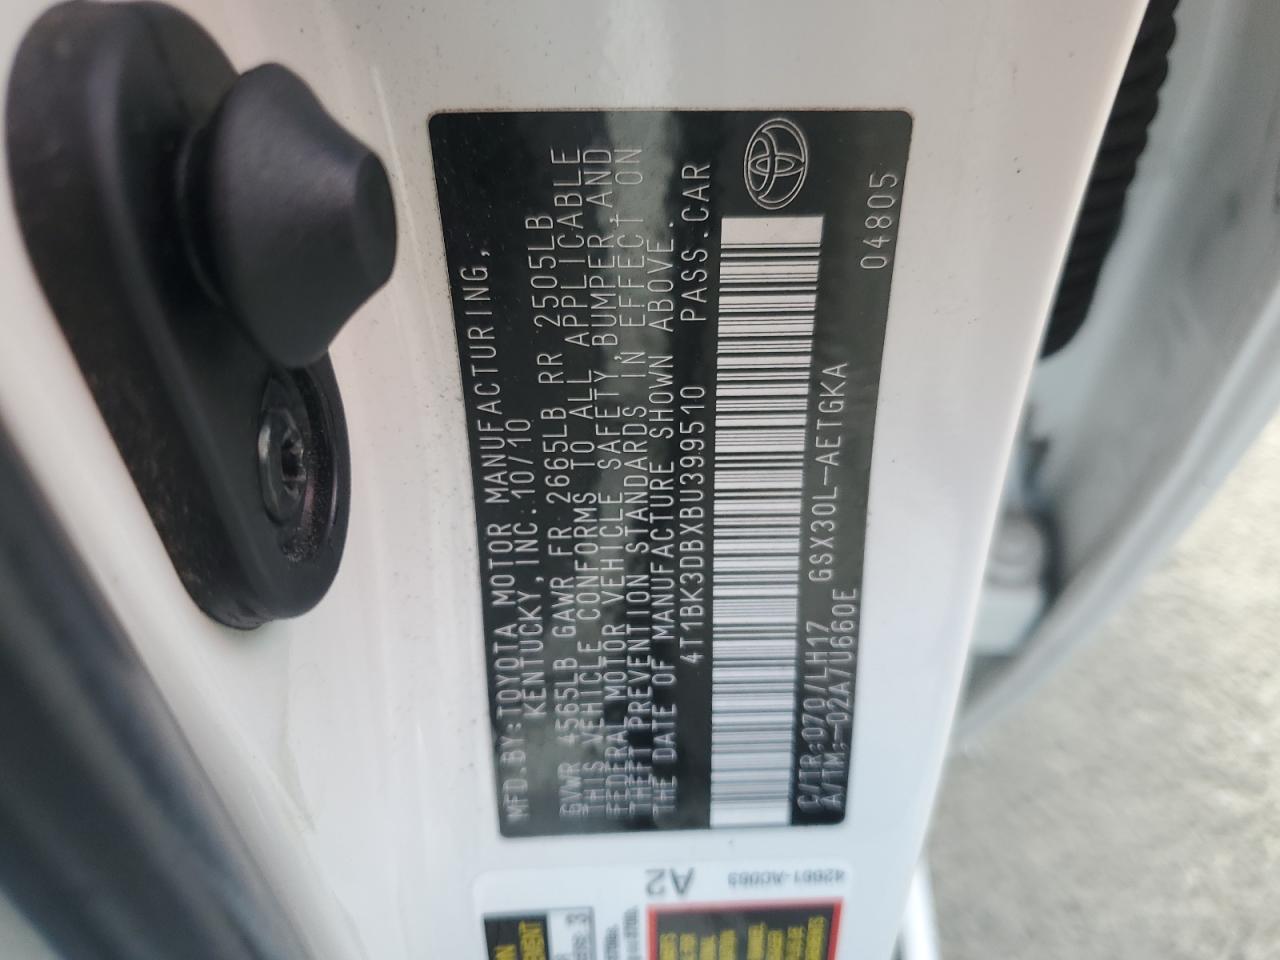 MFD.BY:TOYOTA MOTOR MANUFACTURING,
KENTUCKY,INC. 10/10
GVWR 4565LB GAWR FR 2665LB RR 2505LB
THIS VEHICLE CONFORMS TO ALL APPLICABLE
FEDERAL MOTOR VEHICLE SAFETY, BUMPER, AND
THEFT PREVENTION STANDARDS IN EFFECT ON
THE DATE OF MANUFACTURE SHOWN ABOVE.
4T1BK3DBXBU399510 PASS.CAR
C/TR:070/LH17 GSX30L-AETGKA
A/TM:-02A/U660E
04805
A2